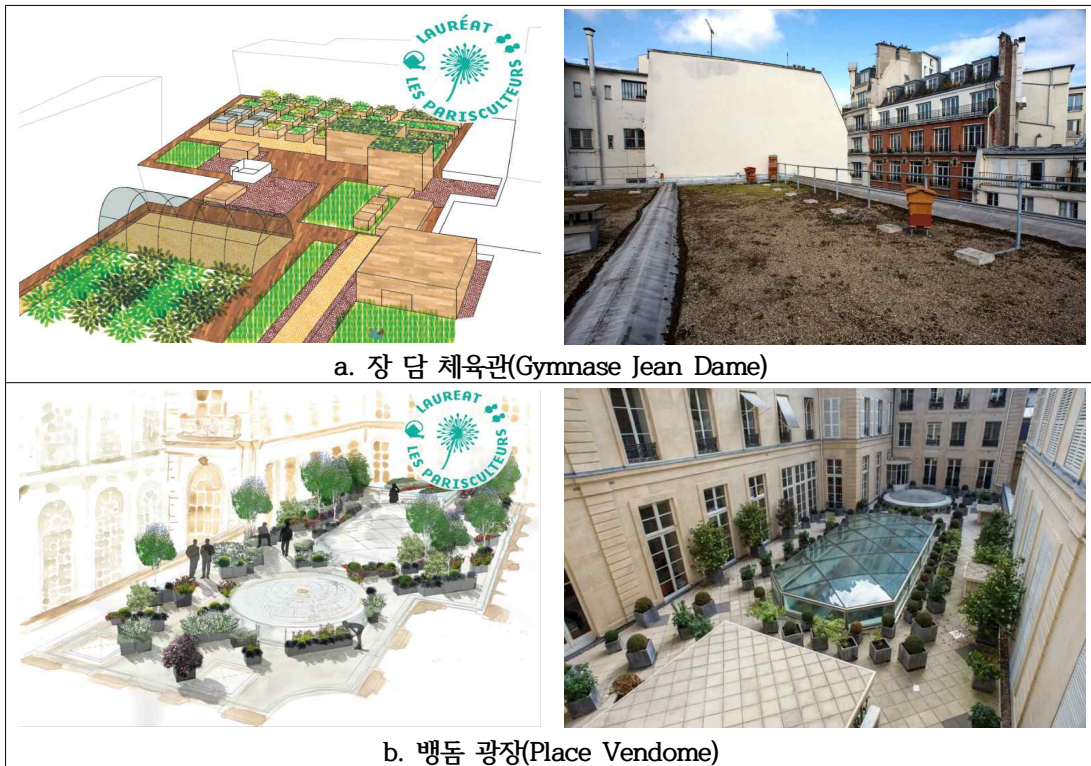 LAURÉAT
LES PARISCULTEURS
a. 장 담 체육관(Gymnase Jean Dame)
LAURÉAT
LES PARISCULTEURS
b. 뱅돔 광장(Place Vendome)